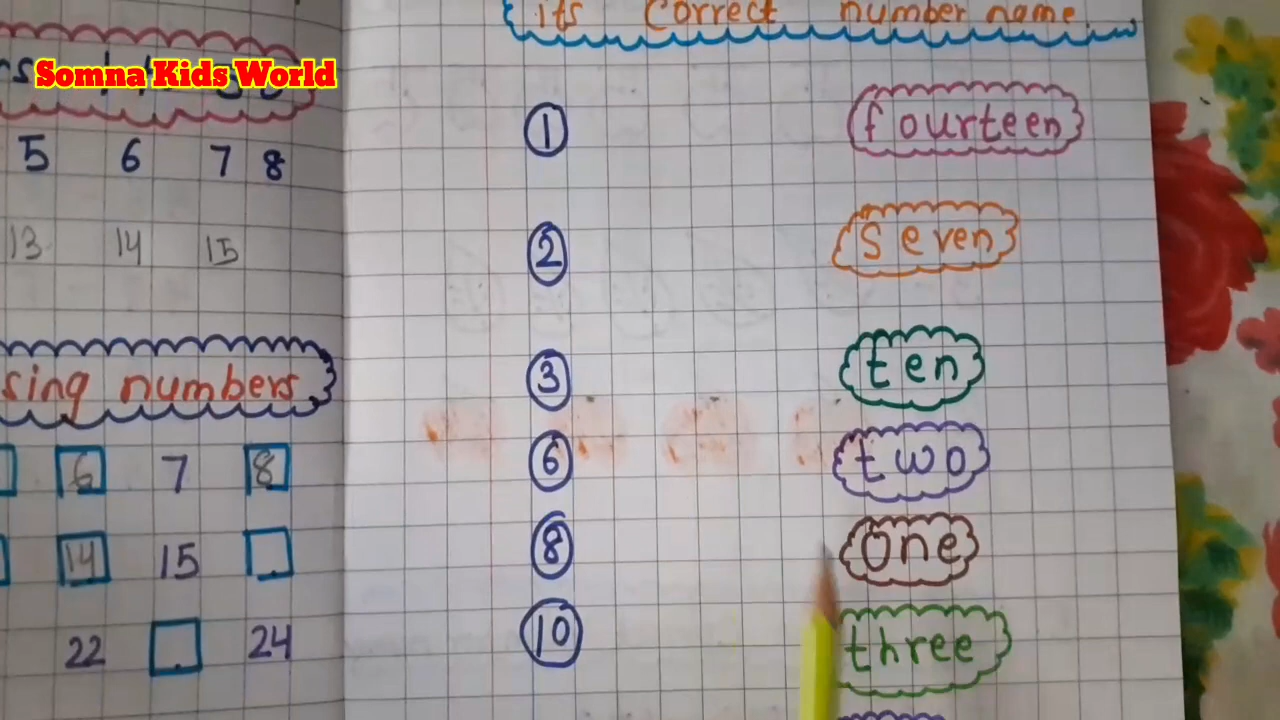 Somna Kids World
5 6 7 8
13 14 15
sing numbers
6 7 8
14 15
22 24
its correct number name.
1 fourteen
2 seven
3 ten
6 two
8 one
10 three